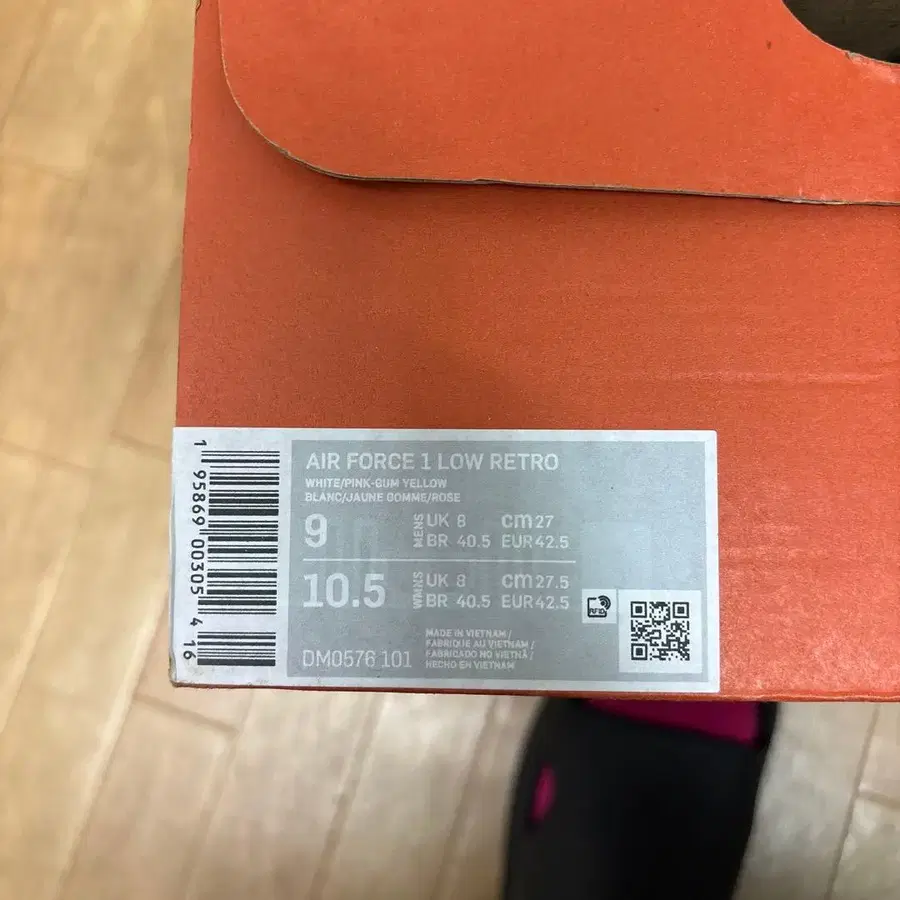 AIR FORCE 1 LOW RETRO
WHITE/PINK-GUM YELLOW
BLANC/JAUNE GOMME/ROSE
9 MENS UK 8 cm 27
BR 40.5 EUR 42.5
10.5 WMNS UK 8 cm 27.5
BR 40.5 EUR 42.5
RFID
MADE IN VIETNAM /
FABRIQUE AU VIETNAM /
FABRICADO NO VIETNÃ /
HECHO EN VIETNAM
DM0576 101
1 95869 00305 4 16